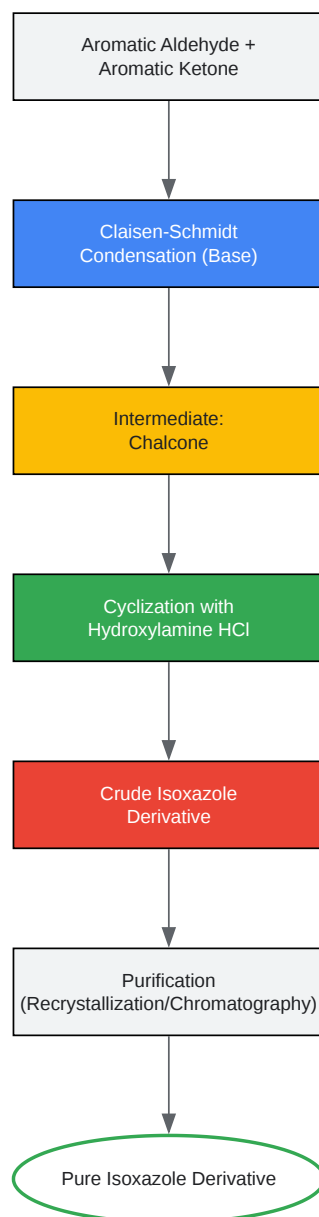 Aromatic Aldehyde +
Aromatic Ketone
Claisen-Schmidt
Condensation (Base)
Intermediate:
Chalcone
Cyclization with
Hydroxylamine HCl
Crude Isoxazole
Derivative
Purification
(Recrystallization/Chromatography)
Pure Isoxazole Derivative